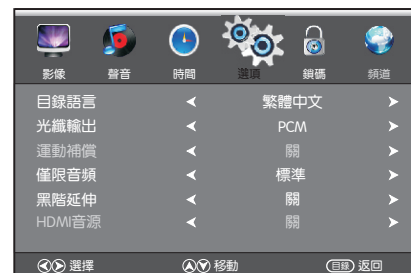 影像 聲音 時間 選項 鎖碼 頻道
目錄語言 繁體中文
光纖輸出 PCM
運動補償 關
僅限音頻 標準
黑階延伸 關
HDMI音源 關
選擇 移動 目錄 返回